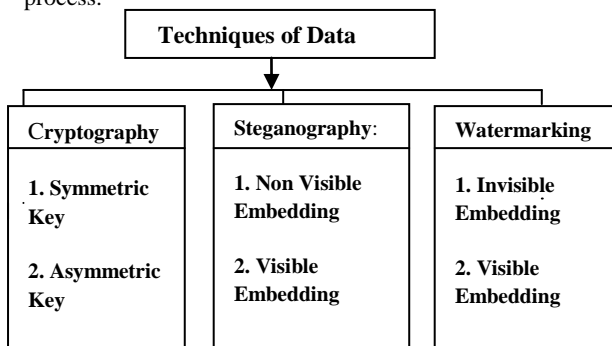 process.
Techniques of Data
Cryptography
1. Symmetric
Key
2. Asymmetric
Key
Steganography:
1. Non Visible
Embedding
2. Visible
Embedding
Watermarking
1. Invisible
Embedding
2. Visible
Embedding